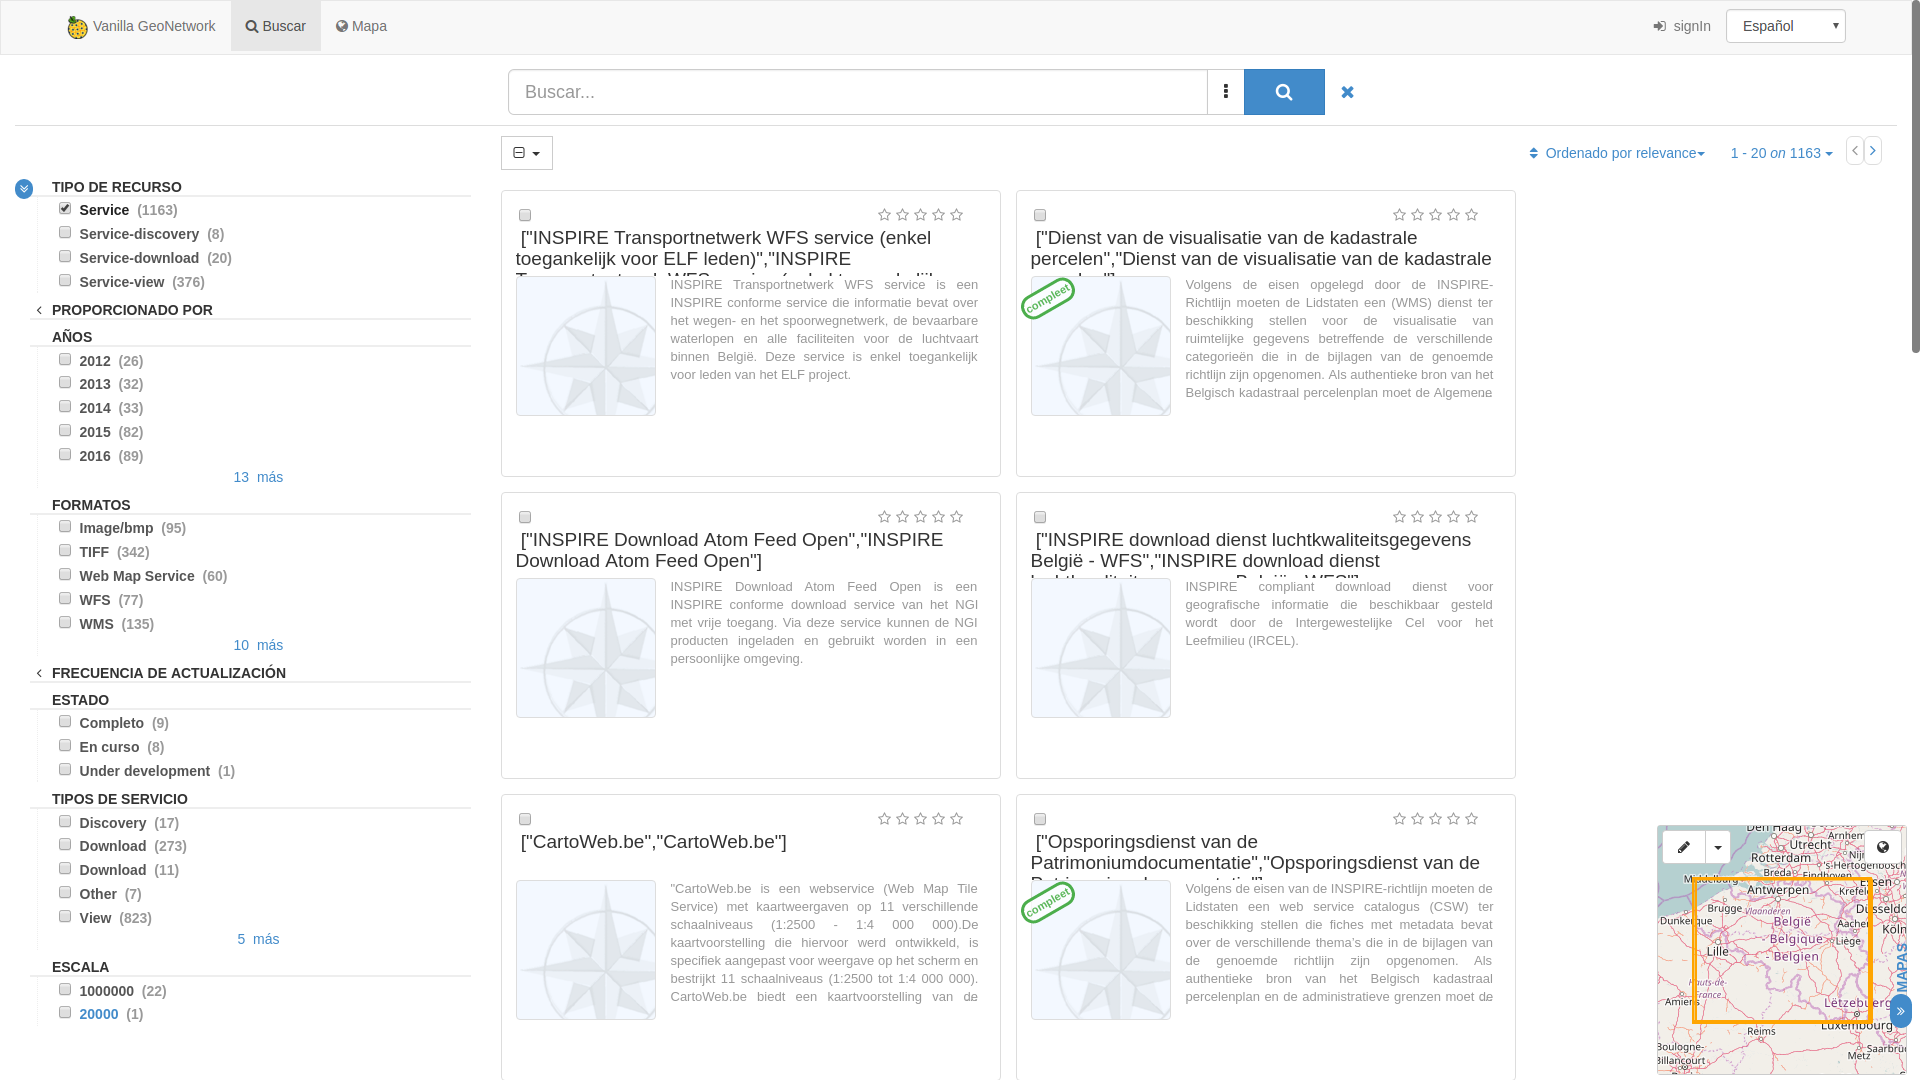 Vanilla GeoNetwork
Buscar
Mapa
signIn
Español
Buscar...
Ordenado por relevance
1 - 20 on 1163
TIPO DE RECURSO
Service (1163)
Service-discovery (8)
Service-download (20)
Service-view (376)
PROPORCIONADO POR
AÑOS
2012 (26)
2013 (32)
2014 (33)
2015 (82)
2016 (89)
13 más
FORMATOS
Image/bmp (95)
TIFF (342)
Web Map Service (60)
WFS (77)
WMS (135)
10 más
FRECUENCIA DE ACTUALIZACIÓN
ESTADO
Completo (9)
En curso (8)
Under development (1)
TIPOS DE SERVICIO
Discovery (17)
Download (273)
Download (11)
Other (7)
View (823)
5 más
ESCALA
1000000 (22)
20000 (1)
["INSPIRE Transportnetwerk WFS service (enkel
toegankelijk voor ELF leden)","INSPIRE
INSPIRE Transportnetwerk WFS service is een
INSPIRE conforme service die informatie bevat over
het wegen- en het spoorwegnetwerk, de bevaarbare
waterlopen en alle faciliteiten voor de luchtvaart
binnen België. Deze service is enkel toegankelijk
voor leden van het ELF project.
["Dienst van de visualisatie van de kadastrale
percelen","Dienst van de visualisatie van de kadastrale
compleet
Volgens de eisen opgelegd door de INSPIRE-
Richtlijn moeten de Lidstaten een (WMS) dienst ter
beschikking stellen voor de visualisatie van
ruimtelijke gegevens betreffende de verschillende
categorieën die in de bijlagen van de genoemde
richtlijn zijn opgenomen. Als authentieke bron van het
Belgisch kadastraal percelenplan moet de Algemene
["INSPIRE Download Atom Feed Open","INSPIRE
Download Atom Feed Open"]
INSPIRE Download Atom Feed Open is een
INSPIRE conforme download service van het NGI
met vrije toegang. Via deze service kunnen de NGI
producten ingeladen en gebruikt worden in een
persoonlijke omgeving.
["INSPIRE download dienst luchtkwaliteitsgegevens
België - WFS","INSPIRE download dienst
INSPIRE compliant download dienst voor
geografische informatie die beschikbaar gesteld
wordt door de Intergewestelijke Cel voor het
Leefmilieu (IRCEL).
["CartoWeb.be","CartoWeb.be"]
"CartoWeb.be is een webservice (Web Map Tile
Service) met kaartweergaven op 11 verschillende
schaalniveaus (1:2500 - 1:4 000 000).De
kaartvoorstelling die hiervoor werd ontwikkeld, is
specifiek aangepast voor weergave op het scherm en
bestrijkt 11 schaalniveaus (1:2500 tot 1:4 000 000).
CartoWeb.be biedt een kaartvoorstelling van de
["Opsporingsdienst van de
Patrimoniumdocumentatie","Opsporingsdienst van de
compleet
Volgens de eisen van de INSPIRE-richtlijn moeten de
Lidstaten een web service catalogus (CSW) ter
beschikking stellen die fiches met metadata bevat
over de verschillende thema's die in de bijlagen van
de genoemde richtlijn zijn opgenomen. Als
authentieke bron van het Belgisch kadastraal
percelenplan en de administratieve grenzen moet de
Den Haag
Arnhem
Utrecht
Rotterdam
's-Hertogenbosch
Breda
Eindhoven
Middelburg
Essen
Antwerpen
Krefeld
Brugge
Vlaanderen
Dunkerque
België
Aachen
- Belgique
- Belgien
Liège
Lille
Hauts-de-
France
Amiens
Lëtzebuerg
Luxembourg
Reims
Boulogne-
Billancourt
Metz
MAPAS